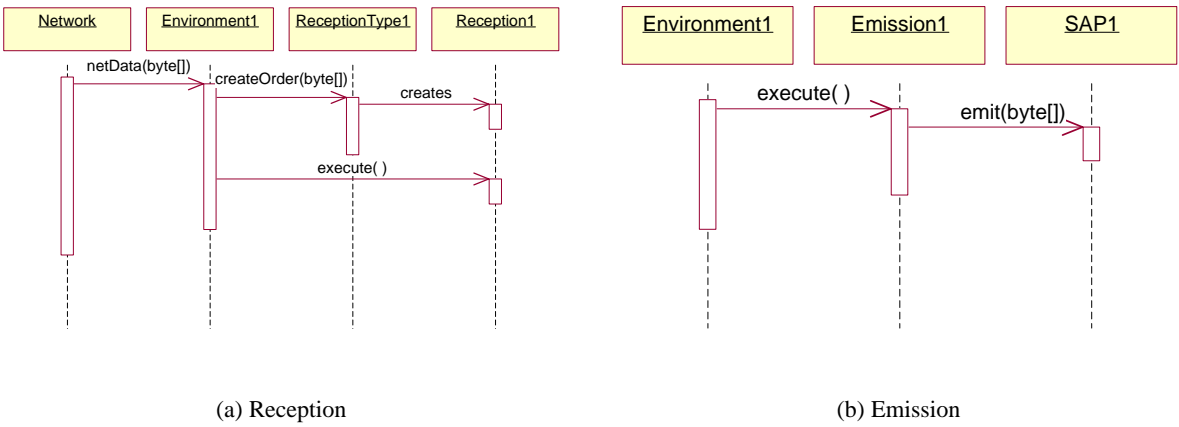 Network
Environment1
ReceptionType1
Reception1
netData(byte[])
createOrder(byte[])
creates
execute( )
(a) Reception
Environment1
Emission1
SAP1
execute( )
emit(byte[])
(b) Emission